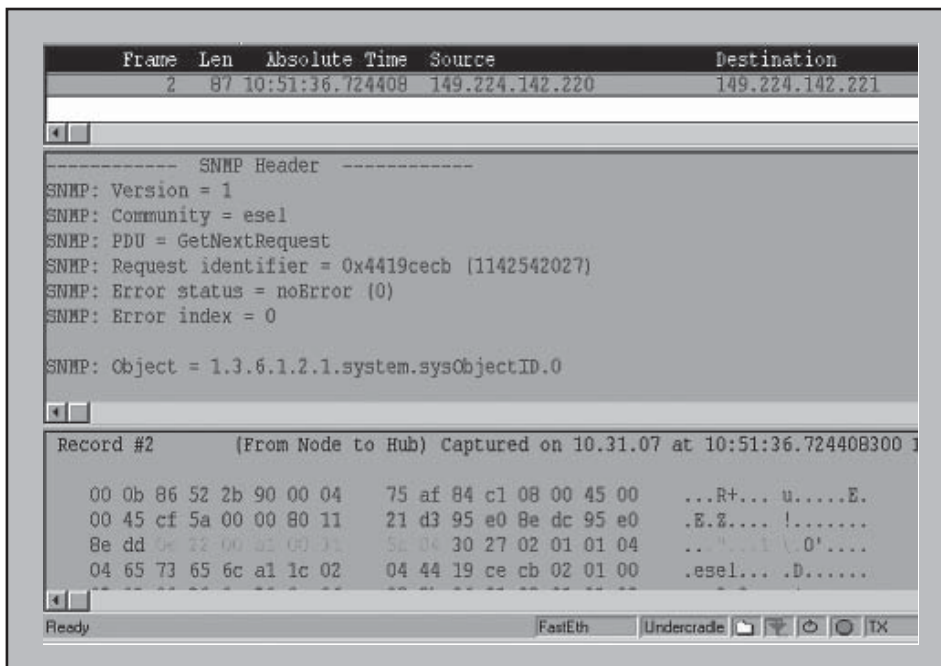 Frame Len Absolute Time Source Destination
2 87 10:51:36.724408 149.224.142.220 149.224.142.221
------------ SNMP Header ------------
SNMP: Version = 1
SNMP: Community = esel
SNMP: PDU = GetNextRequest
SNMP: Request identifier = 0x4419cecb (1142542027)
SNMP: Error status = noError (0)
SNMP: Error index = 0
SNMP: Object = 1.3.6.1.2.1.system.sysObjectID.0
Record #2 (From Node to Hub) Captured on 10.31.07 at 10:51:36.724408300
00 0b 86 52 2b 90 00 04 75 af 84 c1 08 00 45 00 ...R+... u.....E.
00 45 cf 5a 00 00 80 11 21 d3 95 e0 8e dc 95 e0 .E.Z.... !.......
8e dd 30 27 02 01 01 04 0'....
04 65 73 65 6c a1 1c 02 04 44 19 ce cb 02 01 00 .esel... .D......
Ready FastEth Undercradle TX